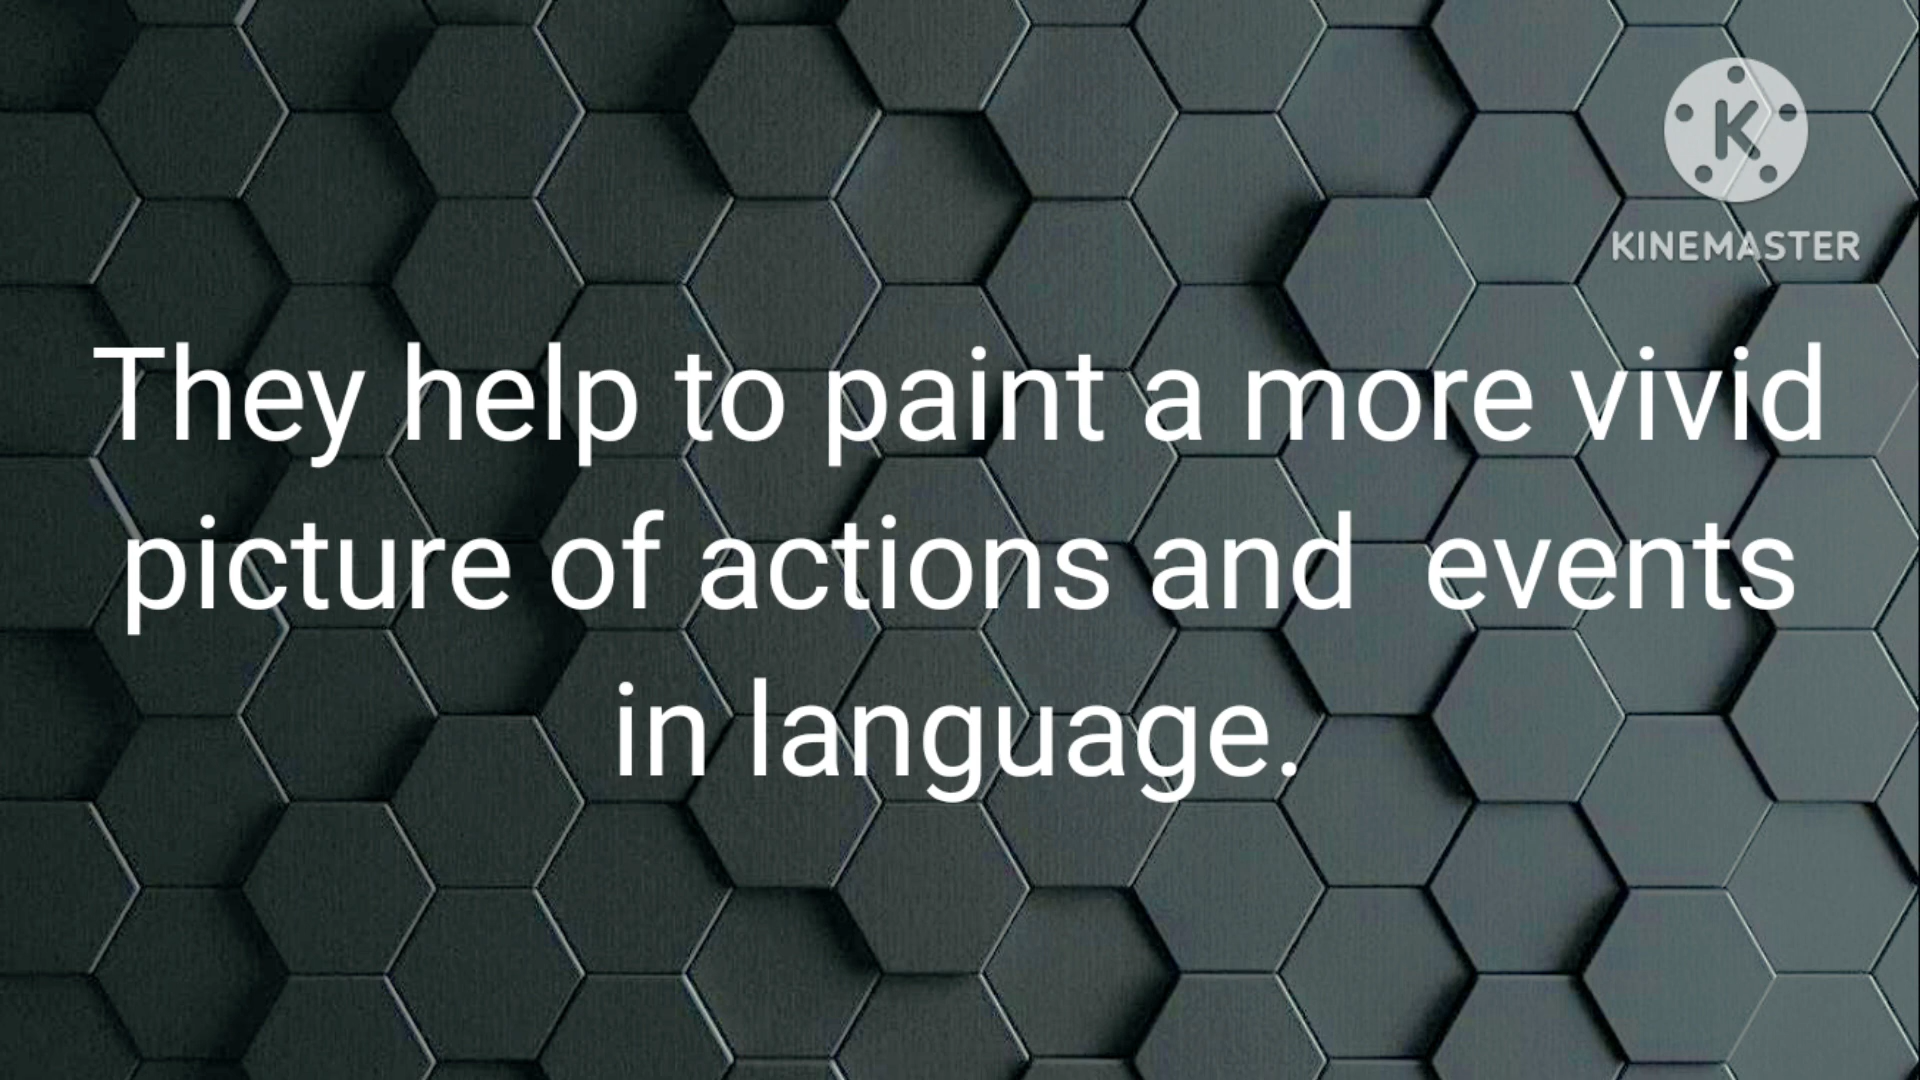 K
KINEMASTER
They help to paint a more vivid
picture of actions and  events
in language.